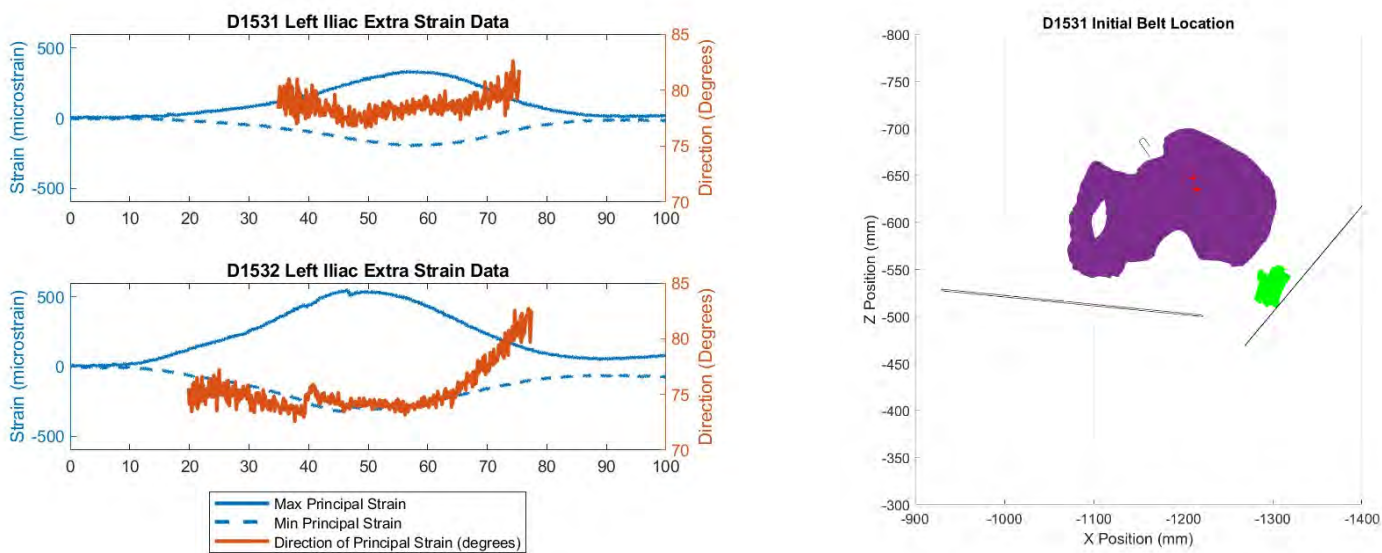 D1531 Left Iliac Extra Strain Data
Strain (microstrain)
500
0
-500
85
80
75
70
Direction (Degrees)
0 10 20 30 40 50 60 70 80 90 100
D1532 Left Iliac Extra Strain Data
Strain (microstrain)
500
0
-500
85
80
75
70
Direction (Degrees)
0 10 20 30 40 50 60 70 80 90 100
Max Principal Strain
Min Principal Strain
Direction of Principal Strain (degrees)
D1531 Initial Belt Location
Z Position (mm)
-800
-750
-700
-650
-600
-550
-500
-450
-400
-350
-300
-900 -1000 -1100 -1200 -1300 -1400
X Position (mm)